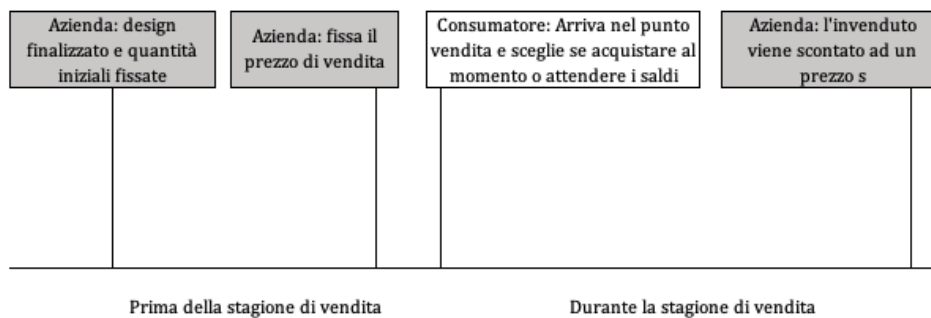 Azienda: design
finalizzato e quantità
iniziali fissate
Azienda: fissa il
prezzo di vendita
Consumatore: Arriva nel punto
vendita e sceglie se acquistare al
momento o attendere i saldi
Azienda: l'invenduto
viene scontato ad un
prezzo s
Prima della stagione di vendita
Durante la stagione di vendita